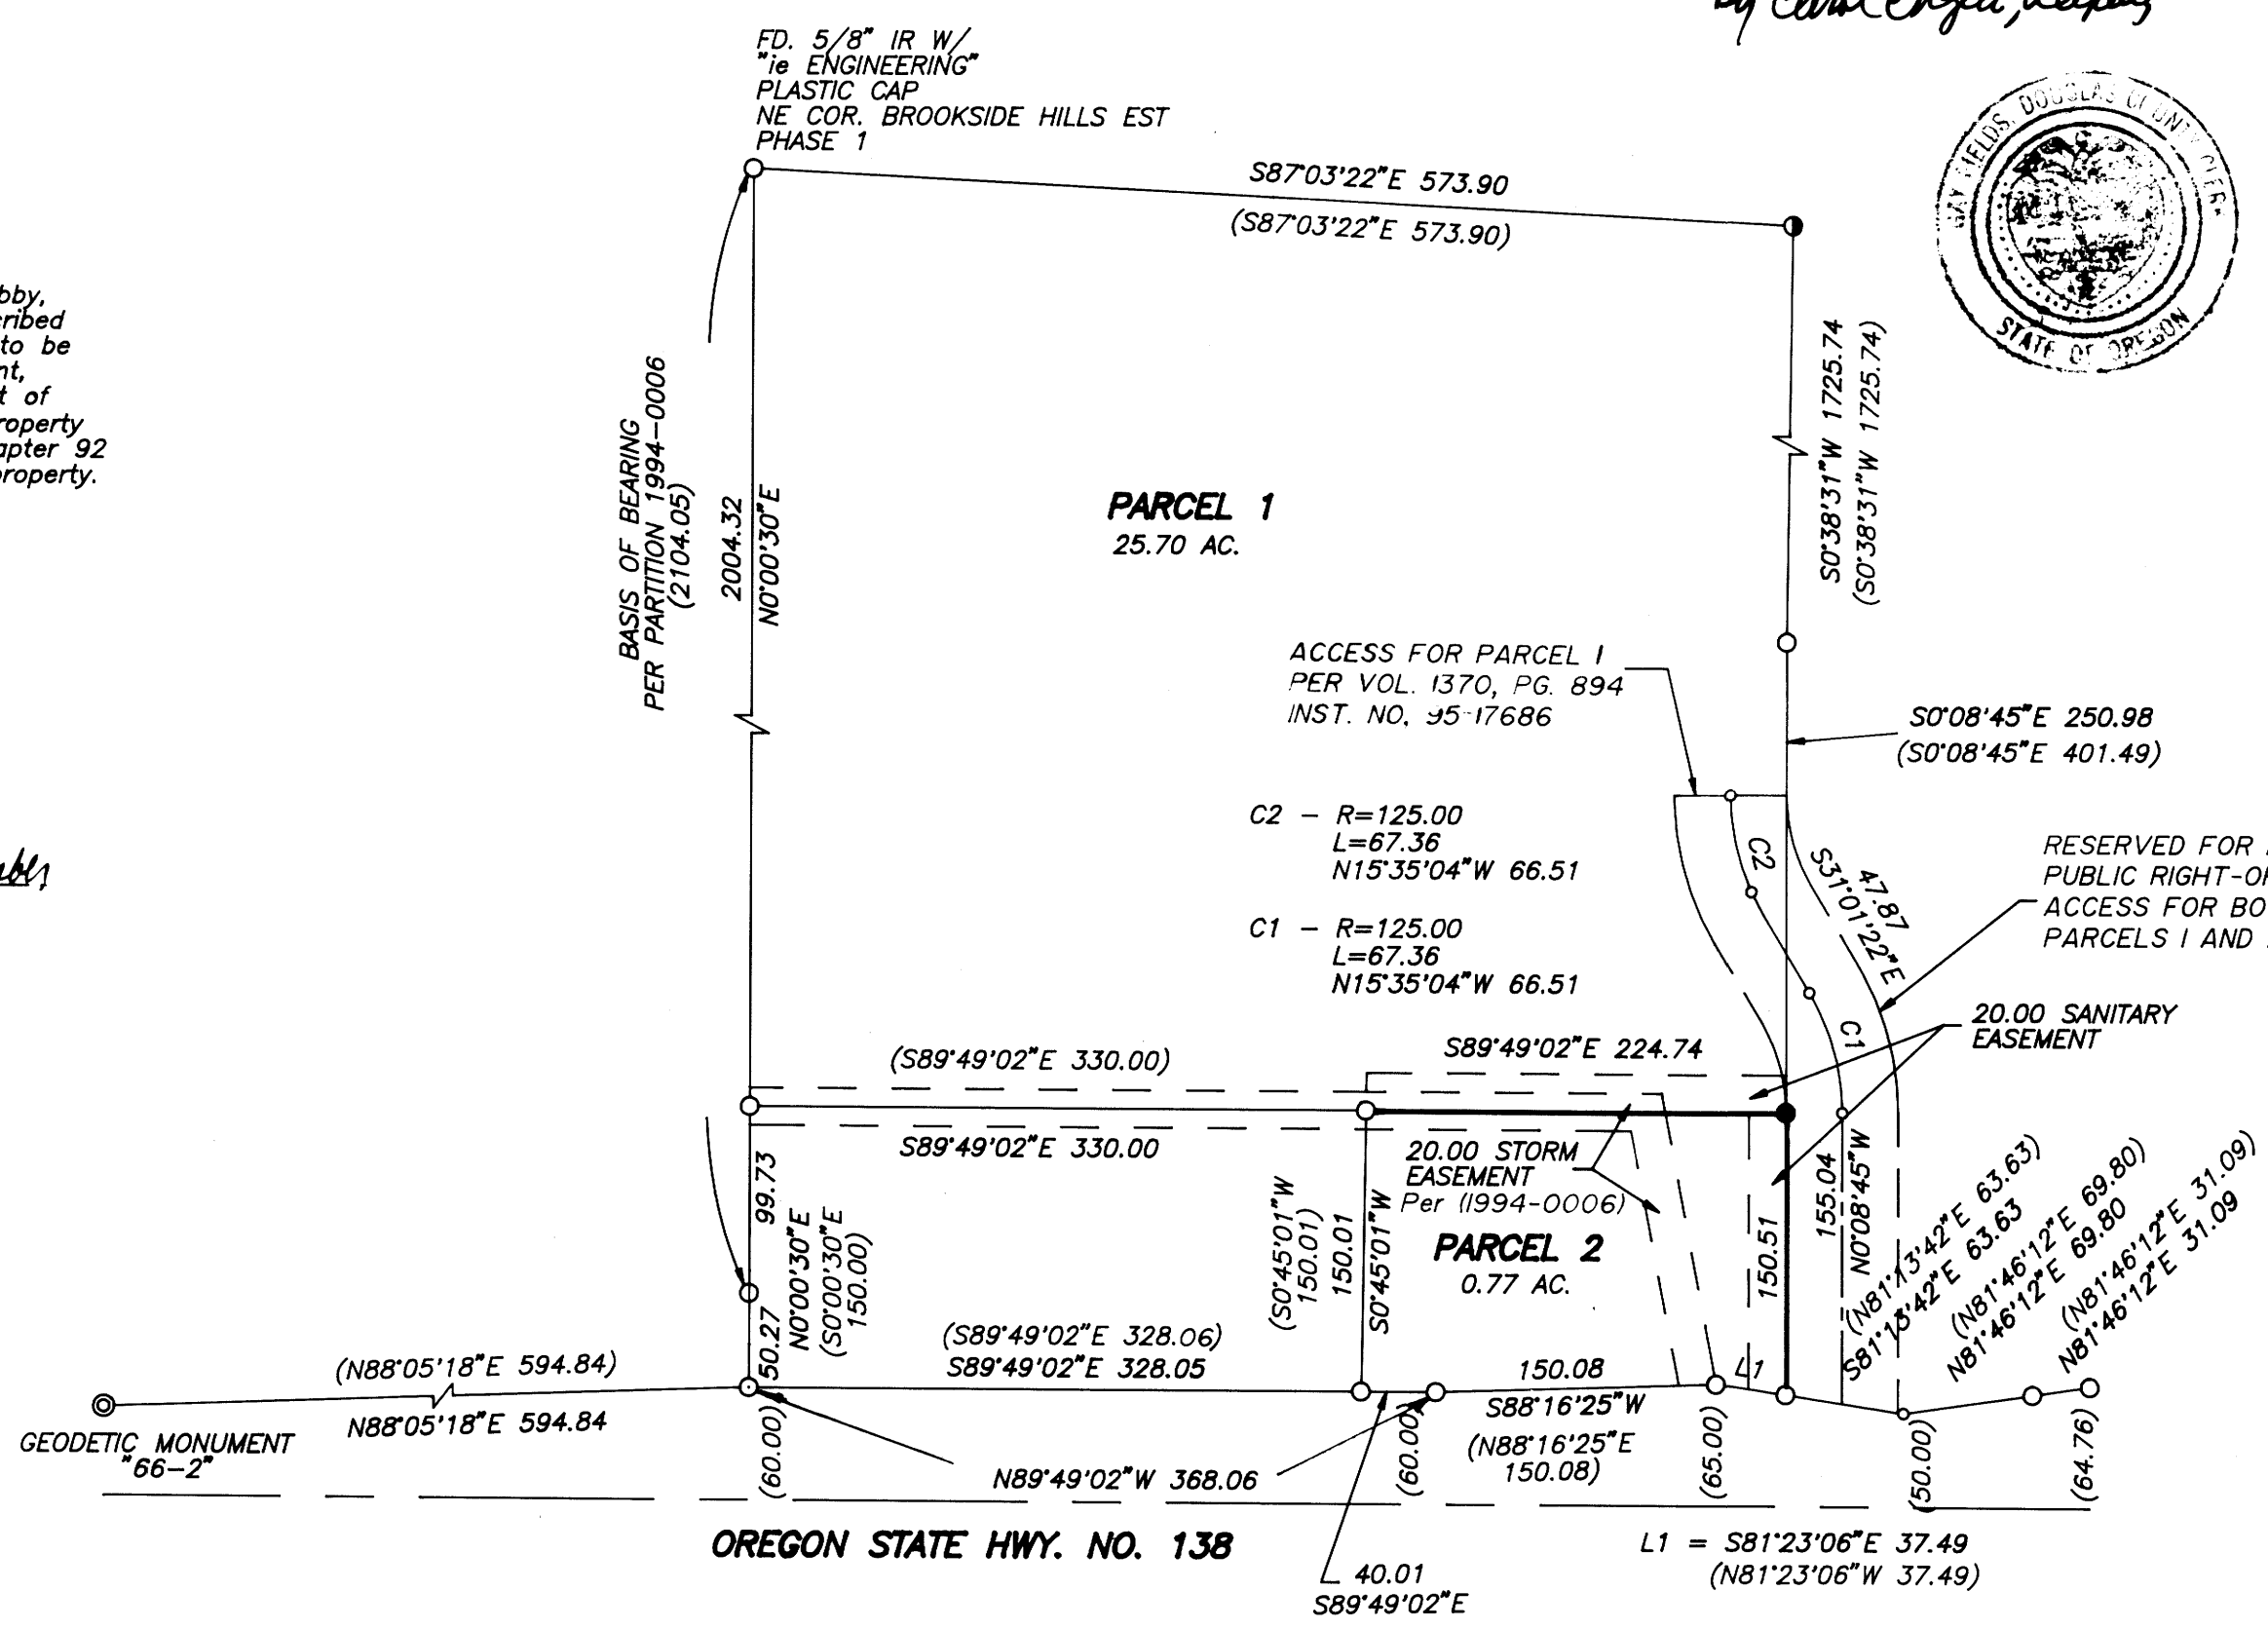 by Carol
FD. 5/8" IR W/
"ie ENGINEERING"
PLASTIC CAP
NE COR. BROOKSIDE HILLS EST
PHASE 1
GAY FIELDS, DOUGLAS COUNTY CLERK
STATE OF OREGON
S87°03'22"E 573.90
(S87°03'22"E 573.90)
bby,
cribed
to be
nt,
t of
roperty
apter 92
property.
BASIS OF BEARING
PER PARTITION 1994-0006
(2104.05)
2004.32
N0°00'30"E
PARCEL 1
25.70 AC.
S0°38'31"W 1725.74
(S0°38'31"W 1725.74)
ACCESS FOR PARCEL 1
PER VOL. 1370, PG. 894
INST. NO. 95-17686
S0°08'45"E 250.98
(S0°08'45"E 401.49)
C2 - R=125.00
L=67.36
N15°35'04"W 66.51
C1 - R=125.00
L=67.36
N15°35'04"W 66.51
C2
C1
47.87
S31°01'22"E
RESERVED FOR
PUBLIC RIGHT-O
ACCESS FOR BO
PARCELS 1 AND
20.00 SANITARY
EASEMENT
(S89°49'02"E 330.00)
S89°49'02"E 330.00
S89°49'02"E 224.74
20.00 STORM
EASEMENT
Per (1994-0006)
PARCEL 2
0.77 AC.
99.73
50.27
N0°00'30"E
(S0°00'30"E
150.00)
(S0°45'01"W
150.01)
150.01
S0°45'01"W
150.51
155.04
N0°08'45"W
(N81°13'42"E 63.63)
S81°13'42"E 63.63
(N81°46'12"E 69.80)
N81°46'12"E 69.80
(N81°46'12"E 31.09)
N81°46'12"E 31.09
(N88°05'18"E 594.84)
N88°05'18"E 594.84
GEODETIC MONUMENT
"66-2"
(S89°49'02"E 328.06)
S89°49'02"E 328.05
150.08
S88°16'25"W
(N88°16'25"E
150.08)
L1
(60.00)
(60.00)
(65.00)
(50.00)
(64.76)
N89°49'02"W 368.06
OREGON STATE HWY. NO. 138
40.01
S89°49'02"E
L1 = S81°23'06"E 37.49
(N81°23'06"W 37.49)